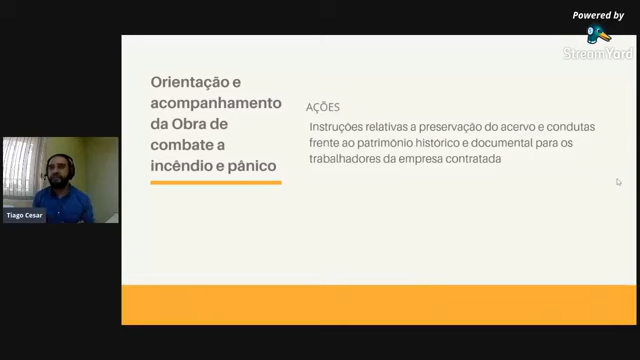 Powered by
StreamYard
Orientação e
acompanhamento
da Obra de
combate a
incêndio e pânico
AÇÕES
Instruções relativas a preservação do acervo e condutas
frente ao patrimônio histórico e documental para os
trabalhadores da empresa contratada
Tiago Cesar